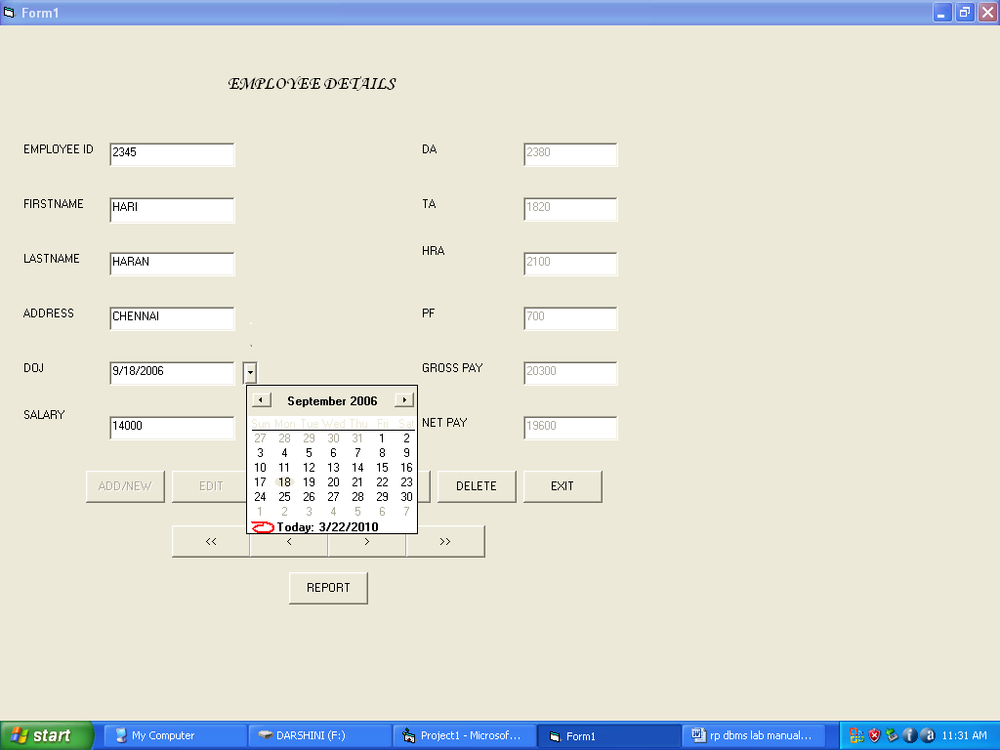 Form1
EMPLOYEE DETAILS
EMPLOYEE ID 2345 DA 2380
FIRSTNAME HARI TA 1820
LASTNAME HARAN HRA 2100
ADDRESS CHENNAI PF 700
DOJ 9/18/2006 GROSS PAY 20300
SALARY 14000 NET PAY 19600
September 2006
Sun Mon Tue Wed Thu Fri Sat
27 28 29 30 31 1 2
3 4 5 6 7 8 9
10 11 12 13 14 15 16
17 18 19 20 21 22 23
24 25 26 27 28 29 30
1 2 3 4 5 6 7
Today: 3/22/2010
ADD/NEW EDIT DELETE EXIT
<< < > >>
REPORT
start My Computer DARSHINI (F:) Project1 - Microsof... Form1 rp dbms lab manual... 11:31 AM